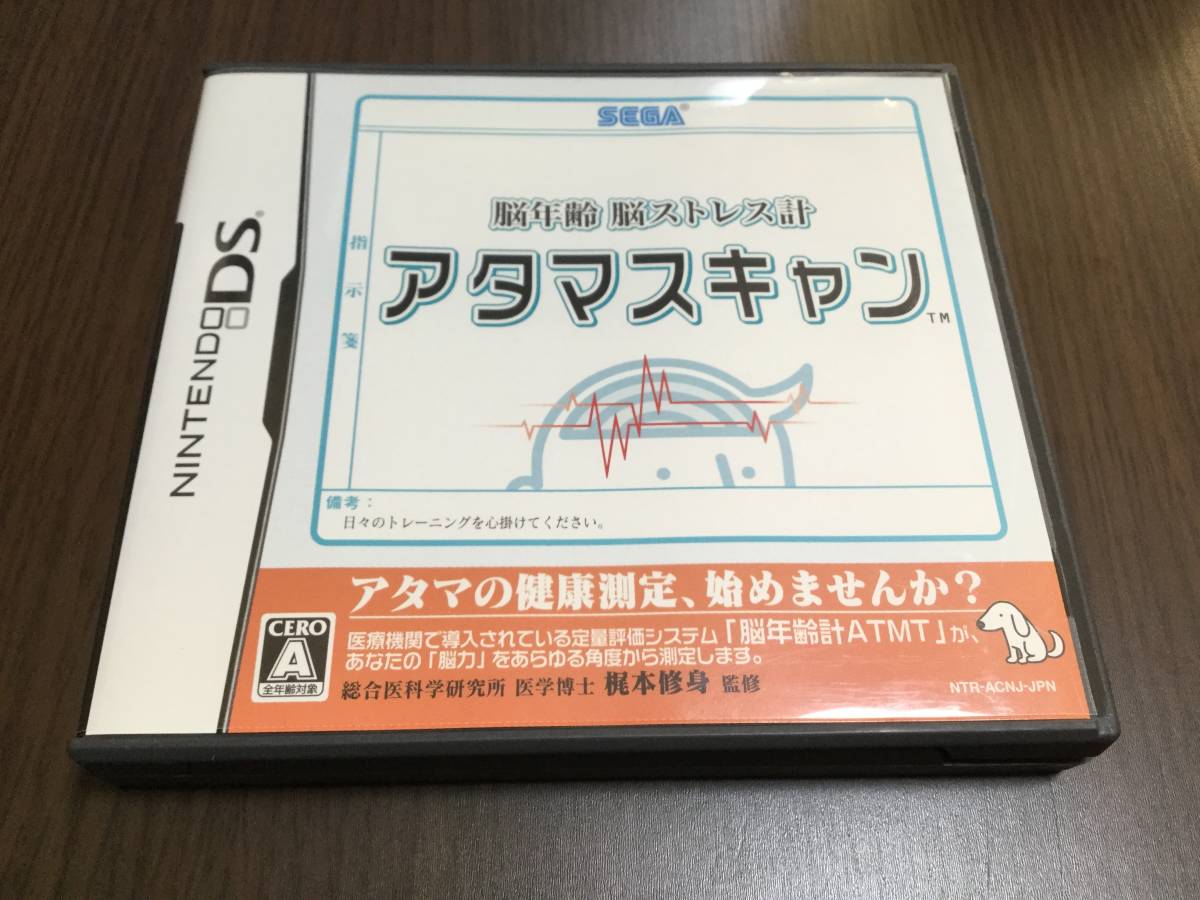 NINTENDO DS®
SEGA®
脳年齢 脳ストレス計
アタマスキャン™
指示箋
備考：
日々のトレーニングを心掛けてください。
アタマの健康測定、始めませんか？
医療機関で導入されている定量評価システム「脳年齢計ATMT」が、
あなたの「脳力」をあらゆる角度から測定します。
総合医科学研究所 医学博士 梶本修身 監修
CERO
A
全年齢対象
NTR-ACNJ-JPN